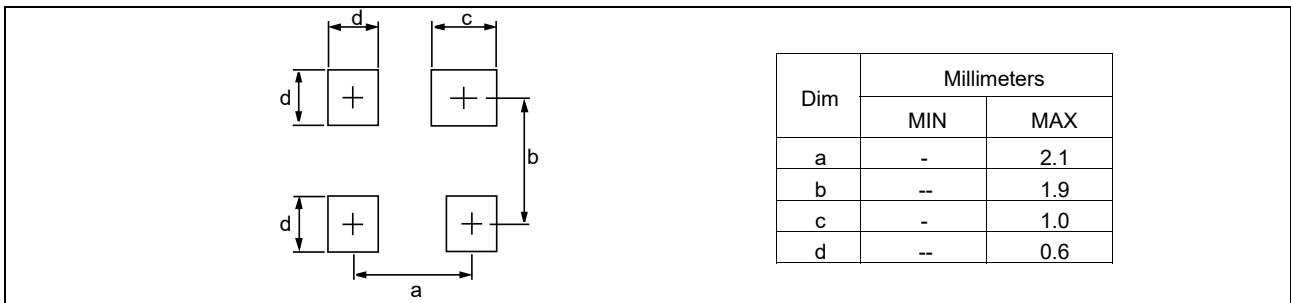 d
c
d
b
d
a
Dim Millimeters
MIN MAX
a - 2.1
b -- 1.9
c - 1.0
d -- 0.6